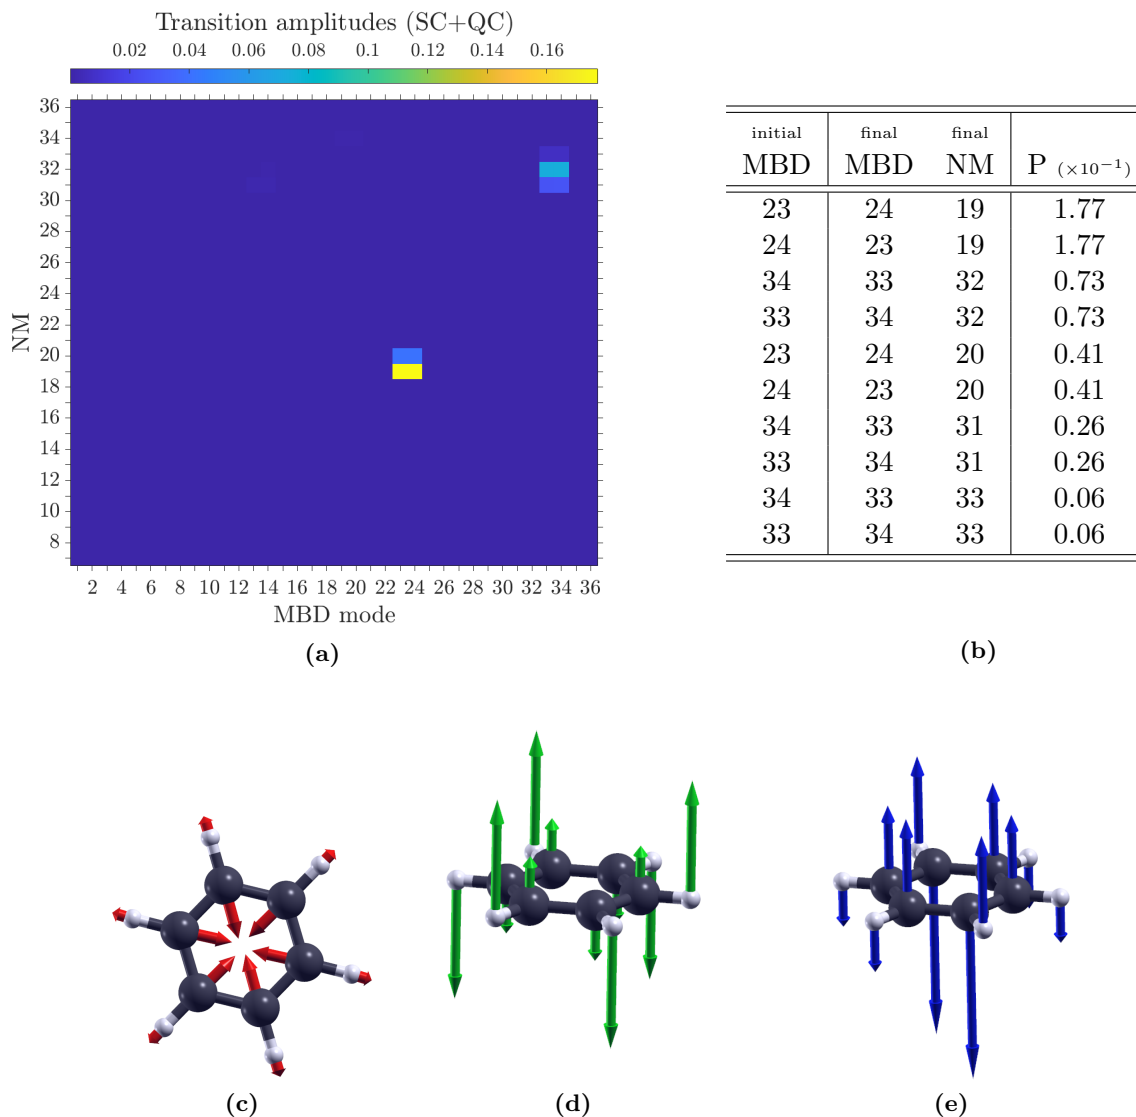 Transition amplitudes (SC+QC)
0.02 0.04 0.06 0.08 0.1 0.12 0.14 0.16
36
34
32
30
28
26
24
22
20
18
16
14
12
10
8
NM
2 4 6 8 10 12 14 16 18 20 22 24 26 28 30 32 34 36
MBD mode
(a)
initial final final
MBD MBD NM P (×10⁻¹)
23 24 19 1.77
24 23 19 1.77
34 33 32 0.73
33 34 32 0.73
23 24 20 0.41
24 23 20 0.41
34 33 31 0.26
33 34 31 0.26
34 33 33 0.06
33 34 33 0.06
(b)
(c) (d) (e)